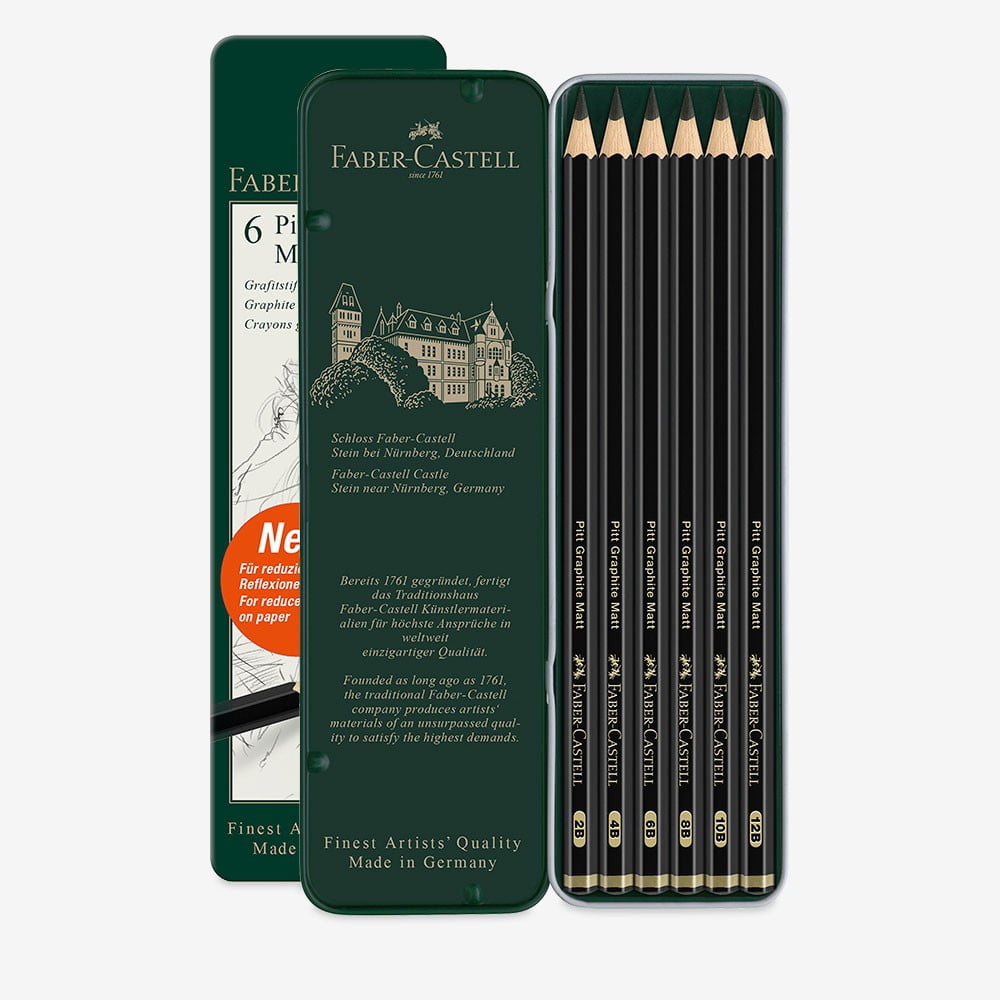 6
Grafitstif
Graphite
Crayons
Für
Reflexione
For reduce
on paper
Finest
Made
FABER-CASTELL
since 1761
Schloss Faber-Castell
Stein bei Nürnberg, Deutschland
Faber-Castell Castle
Stein near Nürnberg, Germany
Bereits 1761 gegründet, fertigt
das Traditionshaus
Faber-Castell Künstlermateri-
alien für höchste Ansprüche in
weltweit
einzigartiger Qualität.
Founded as long ago as 1761,
the traditional Faber-Castell
company produces artists'
materials of an unsurpassed qual-
ity to satisfy the highest demands.
Finest Artists' Quality
Made in Germany
Pitt Graphite Matt FABER-CASTELL 2B
Pitt Graphite Matt FABER-CASTELL 4B
Pitt Graphite Matt FABER-CASTELL 6B
Pitt Graphite Matt FABER-CASTELL 8B
Pitt Graphite Matt FABER-CASTELL 10B
Pitt Graphite Matt FABER-CASTELL 12B